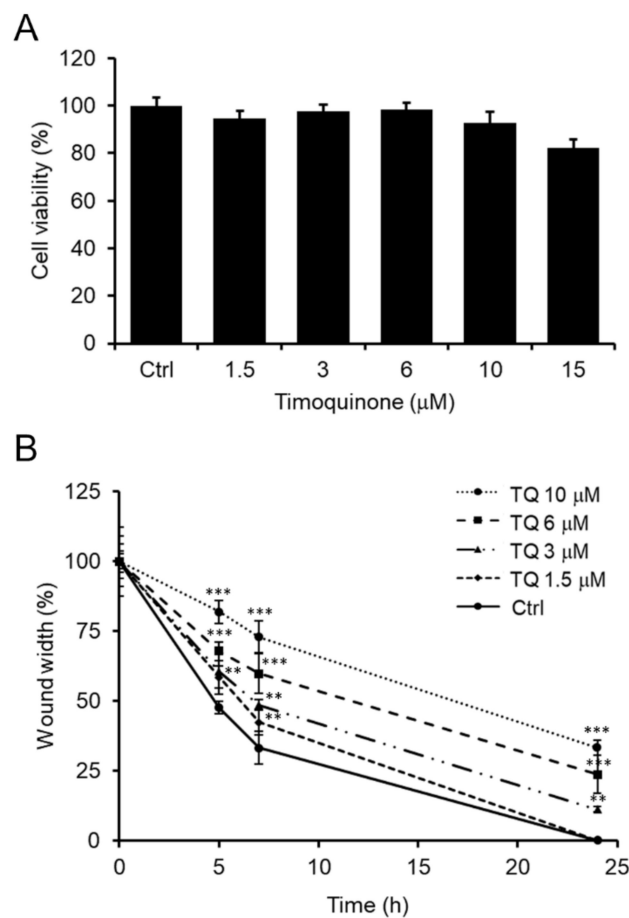 A
120
100
80
60
40
20
0
Cell viability (%)
Ctrl 1.5 3 6 10 15
Timoquinone (μM)
B
125
100
75
50
25
0
Wound width (%)
TQ 10 μM
TQ 6 μM
TQ 3 μM
TQ 1.5 μM
Ctrl
***
***
***
***
**
**
**
***
***
**
0 5 10 15 20 25
Time (h)